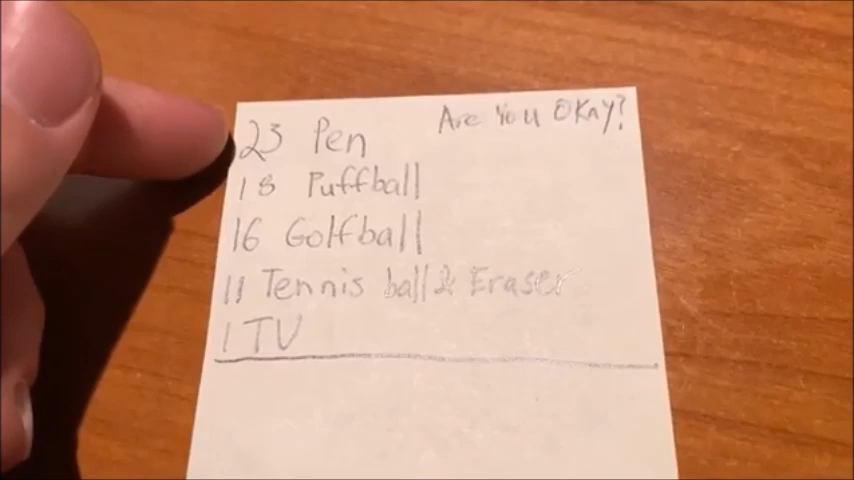 Are You OKay?
23 Pen
18 Puffball
16 Golfball
11 Tennis ball & Eraser
1 TV